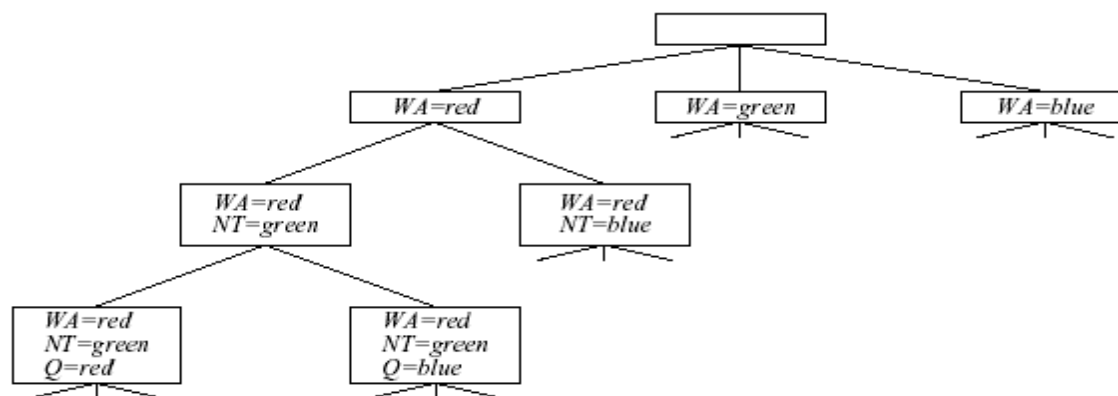 WA=red
WA=green
WA=blue
WA=red
NT=green
WA=red
NT=blue
WA=red
NT=green
Q=red
WA=red
NT=green
Q=blue